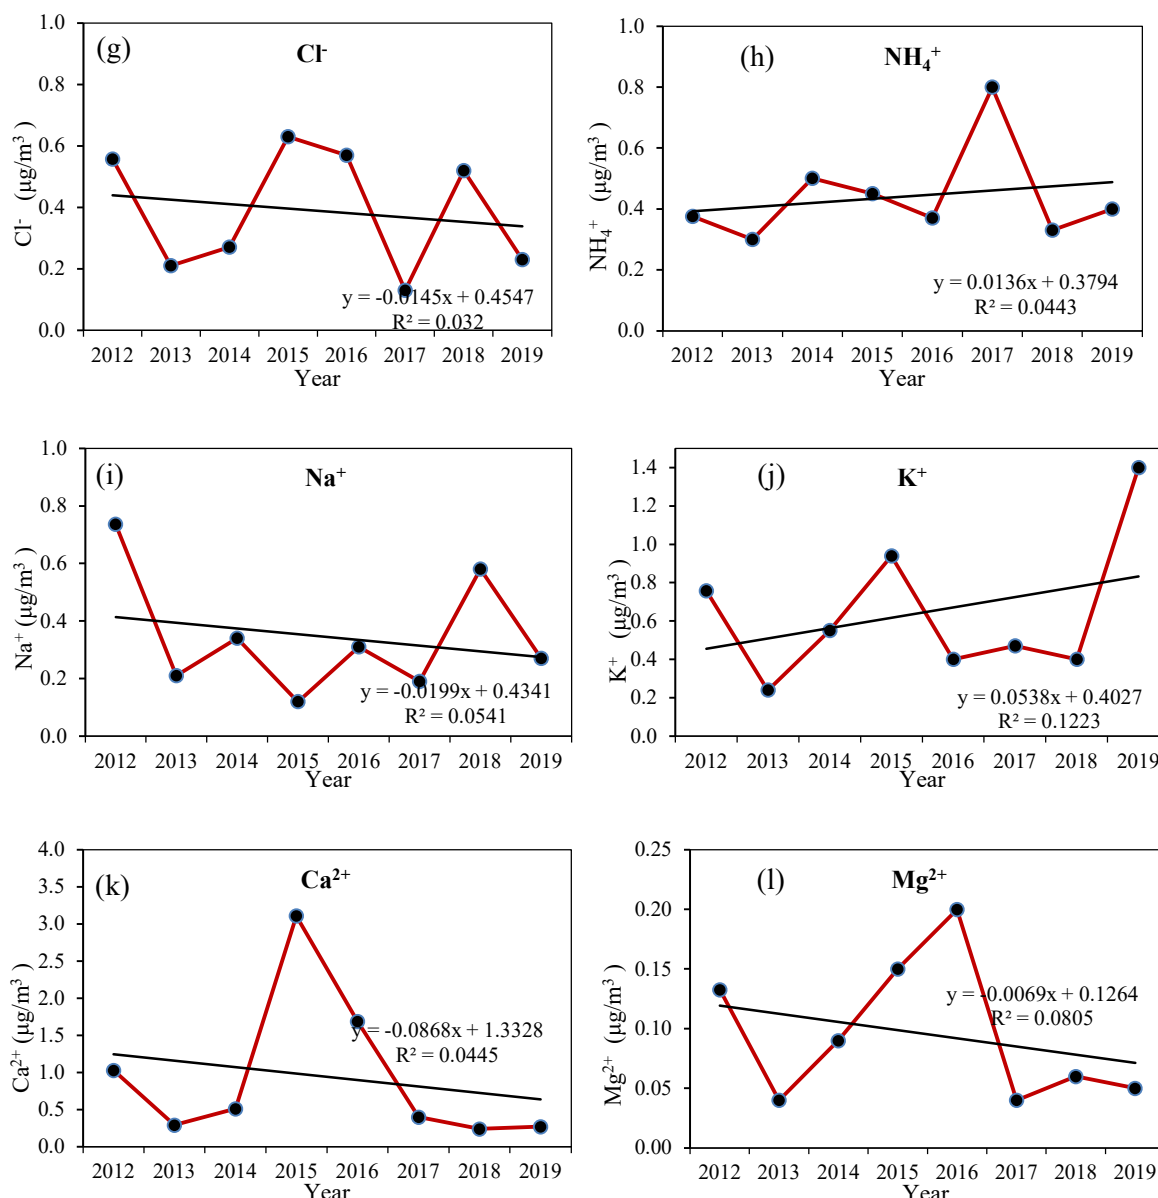 (g)
Cl⁻
Cl⁻ (μg/m³)
1.0
0.8
0.6
0.4
0.2
0.0
y = -0.0145x + 0.4547
R² = 0.032
2012 2013 2014 2015 2016 2017 2018 2019
Year
(h)
NH₄⁺
NH₄⁺ (μg/m³)
1.0
0.8
0.6
0.4
0.2
0.0
y = 0.0136x + 0.3794
R² = 0.0443
2012 2013 2014 2015 2016 2017 2018 2019
Year
(i)
Na⁺
Na⁺ (μg/m³)
1.0
0.8
0.6
0.4
0.2
0.0
y = -0.0199x + 0.4341
R² = 0.0541
2012 2013 2014 2015 2016 2017 2018 2019
Year
(j)
K⁺
K⁺ (μg/m³)
1.4
1.2
1.0
0.8
0.6
0.4
0.2
0.0
y = 0.0538x + 0.4027
R² = 0.1223
2012 2013 2014 2015 2016 2017 2018 2019
Year
(k)
Ca²⁺
Ca²⁺ (μg/m³)
4.0
3.5
3.0
2.5
2.0
1.5
1.0
0.5
0.0
y = -0.0868x + 1.3328
R² = 0.0445
2012 2013 2014 2015 2016 2017 2018 2019
Year
(l)
Mg²⁺
Mg²⁺ (μg/m³)
0.25
0.20
0.15
0.10
0.05
0.00
y = -0.0069x + 0.1264
R² = 0.0805
2012 2013 2014 2015 2016 2017 2018 2019
Year